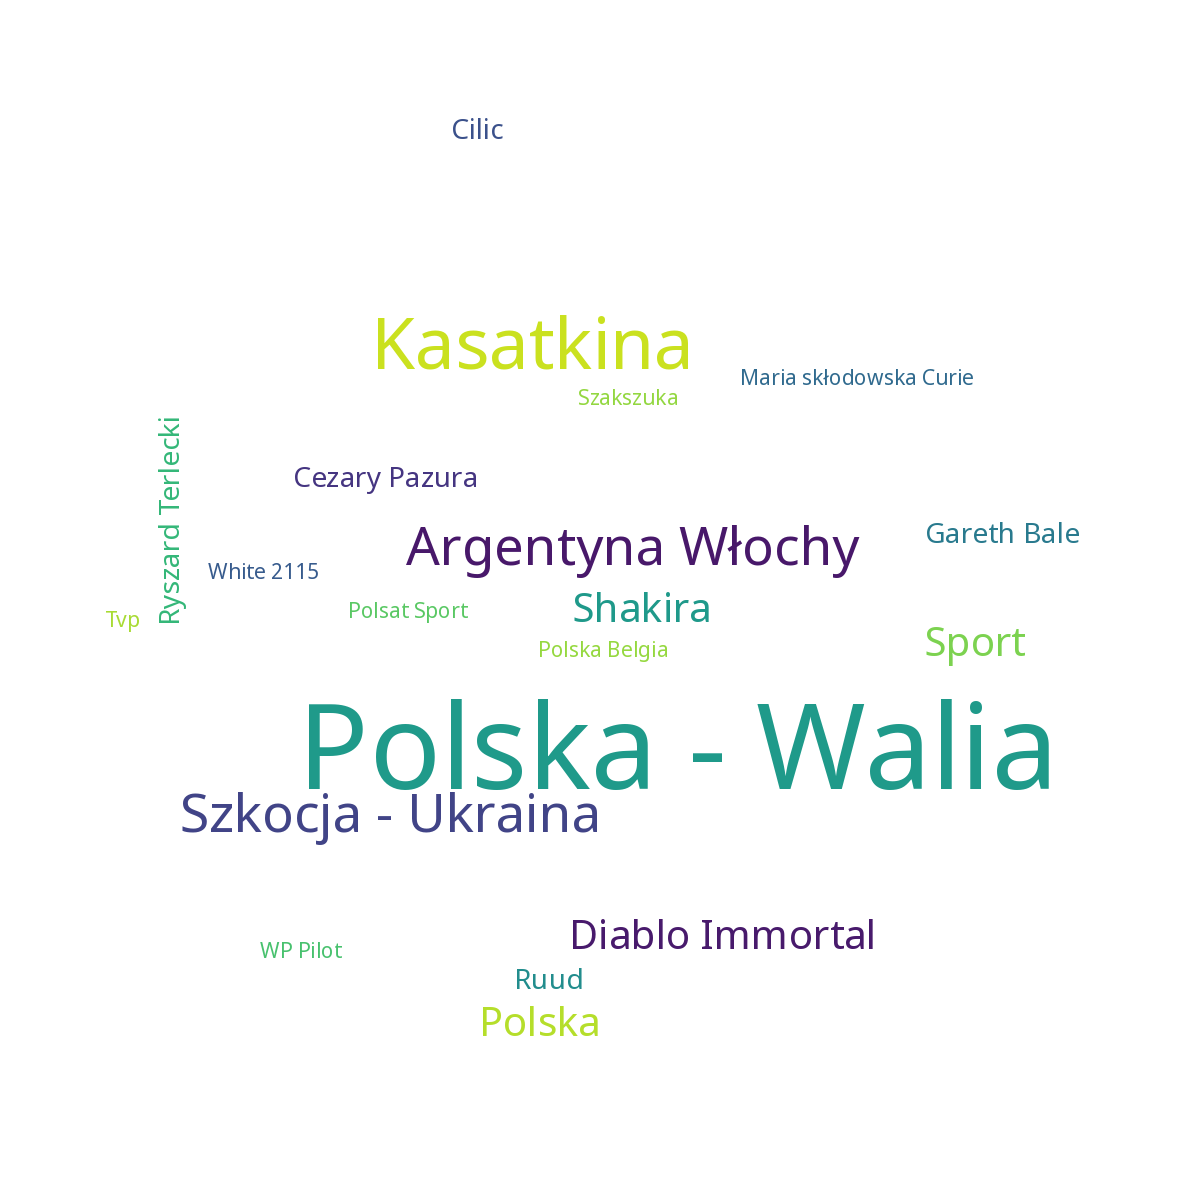 Cilic
Kasatkina
Maria skłodowska Curie
Szakszuka
Ryszard Terlecki
Cezary Pazura
Argentyna Włochy
Gareth Bale
White 2115
Polsat Sport
Shakira
Tvp
Polska Belgia
Sport
Polska - Walia
Szkocja - Ukraina
Diablo Immortal
WP Pilot
Ruud
Polska